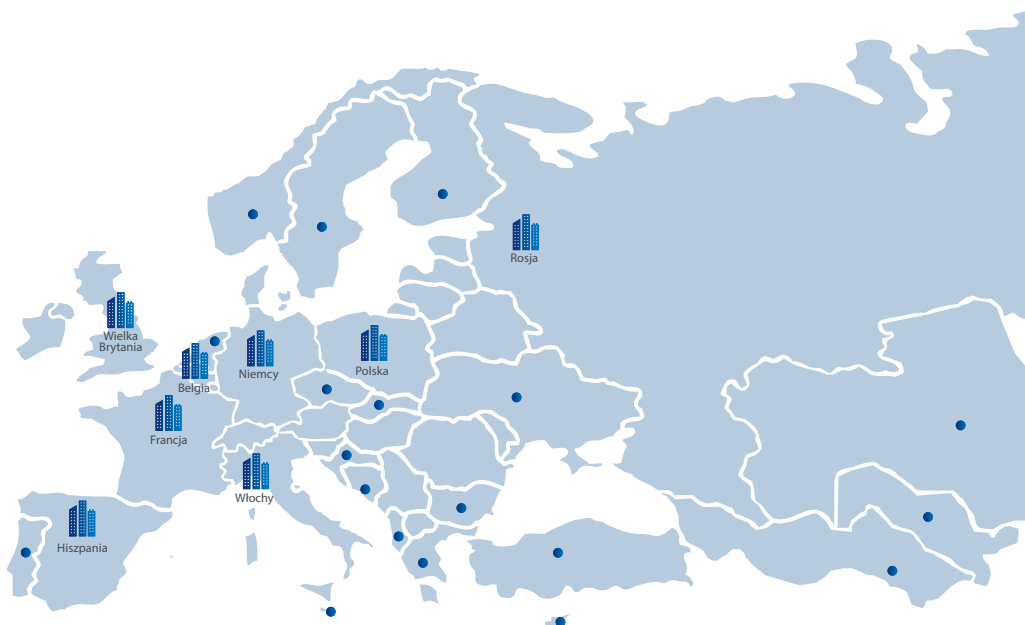 Rosja
Wielka
Brytania
Niemcy
Polska
Belgia
Francja
Włochy
Hiszpania